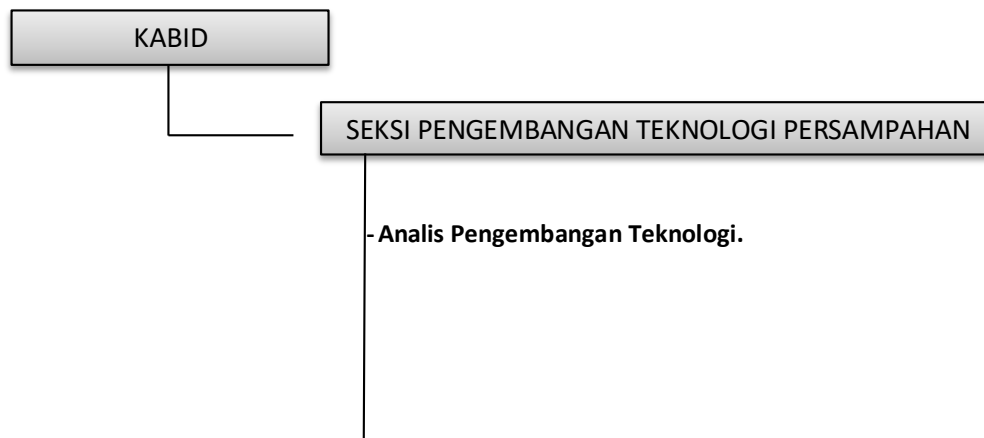 KABID
SEKSI PENGEMBANGAN TEKNOLOGI PERSAMPAHAN
- Analis Pengembangan Teknologi.